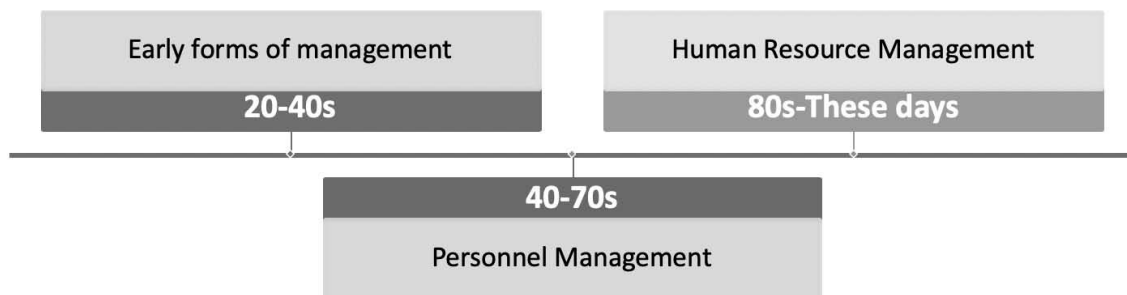 Early forms of management
20-40s
Human Resource Management
80s-These days
40-70s
Personnel Management